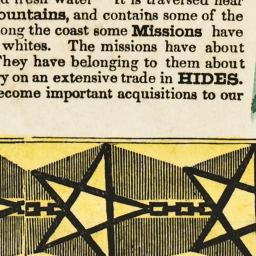 fresh water It is traversed near
ountains, and contains some of the
ong the coast some Missions have
whites. The missions have about
They have belonging to them about
ry on an extensive trade in HIDES.
ecome important acquisitions to our